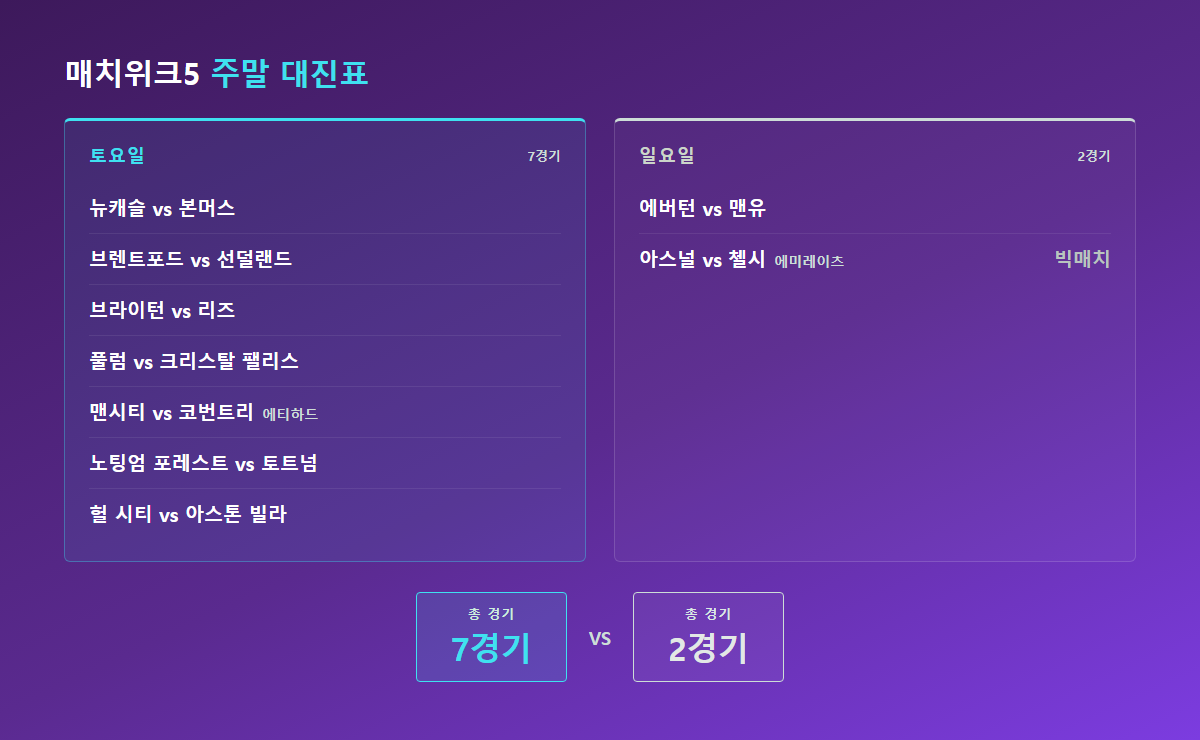 매치위크5 주말 대진표
토요일 7경기
뉴캐슬 vs 본머스
브렌트포드 vs 선덜랜드
브라이턴 vs 리즈
풀럼 vs 크리스탈 팰리스
맨시티 vs 코번트리 에티하드
노팅엄 포레스트 vs 토트넘
헐 시티 vs 아스톤 빌라
일요일 2경기
에버턴 vs 맨유
아스널 vs 첼시 에미레이츠 빅매치
총 경기
7경기
VS
총 경기
2경기